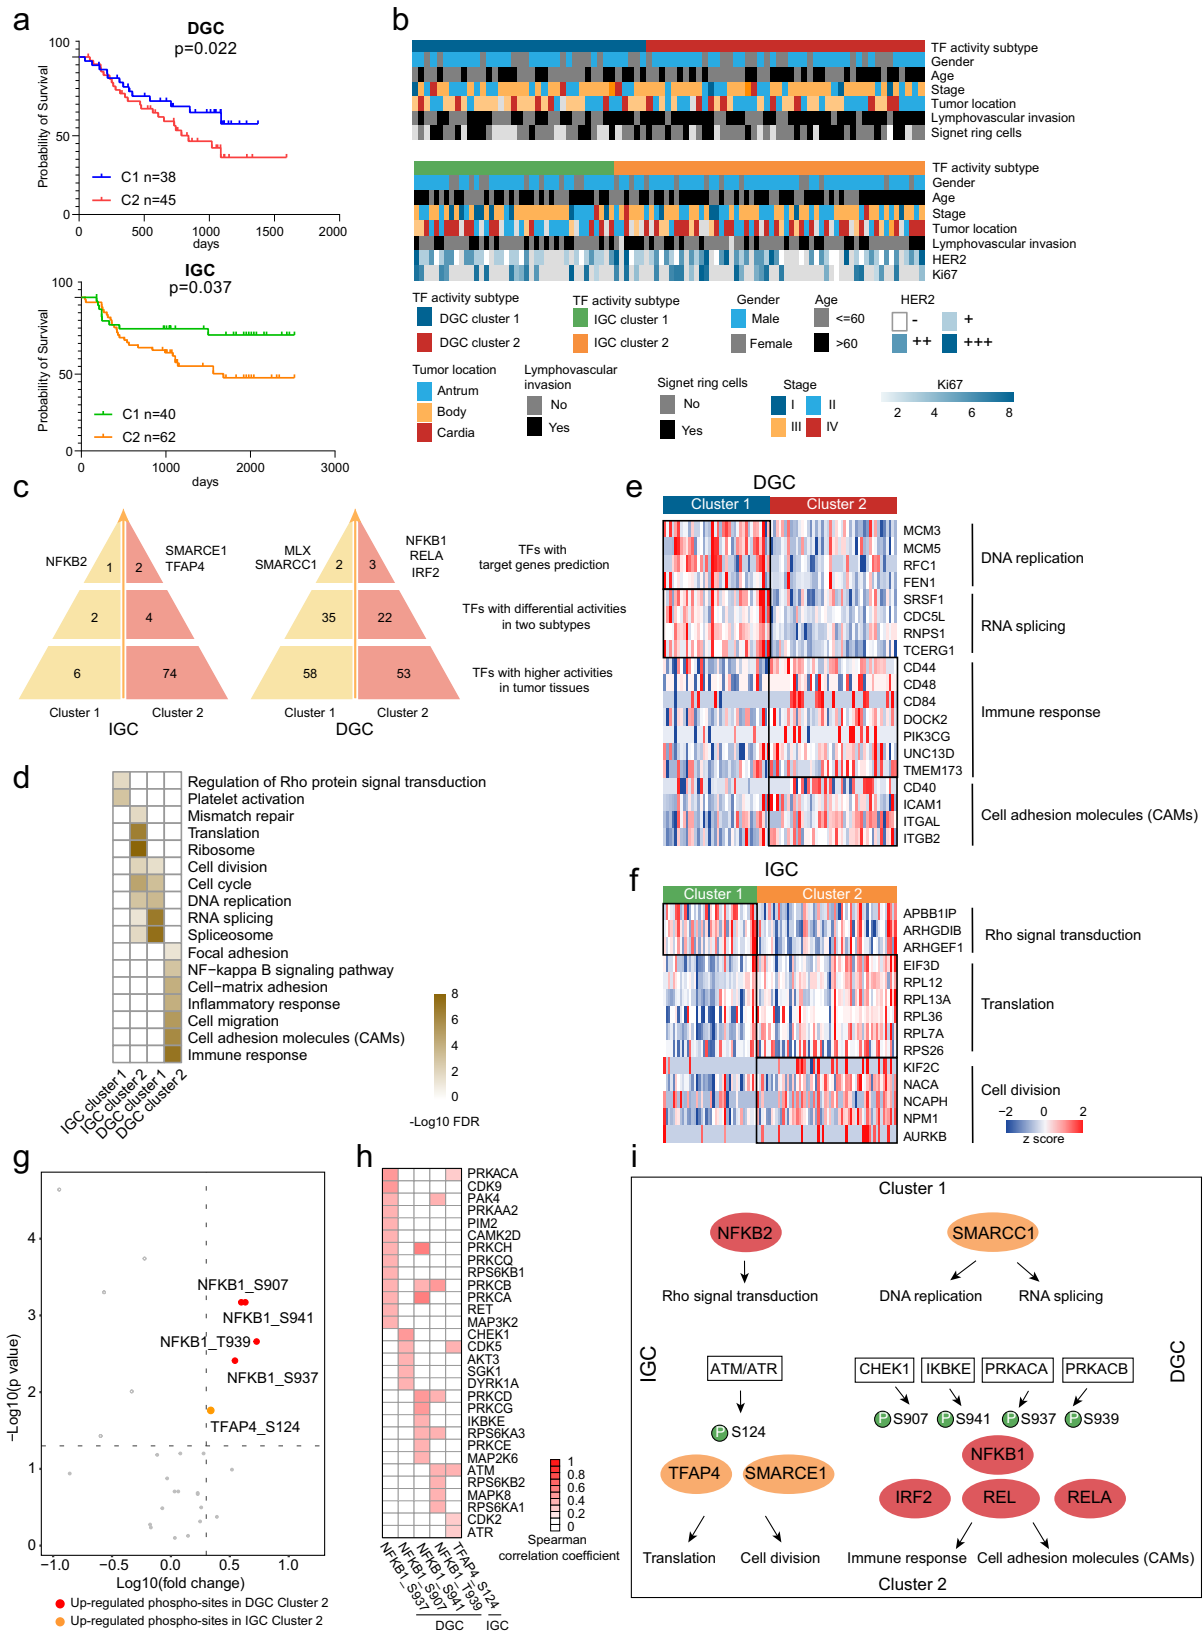 a
DGC
p=0.022
Probability of Survival
100
50
0
C1 n=38
C2 n=45
0 500 1000 1500 2000
days
IGC
p=0.037
Probability of Survival
100
50
0
C1 n=40
C2 n=62
0 1000 2000 3000
days
b
TF activity subtype
Gender
Age
Stage
Tumor location
Lymphovascular invasion
Signet ring cells
TF activity subtype
Gender
Age
Stage
Tumor location
Lymphovascular invasion
HER2
Ki67
TF activity subtype
DGC cluster 1
DGC cluster 2
TF activity subtype
IGC cluster 1
IGC cluster 2
Gender
Male
Female
Age
<=60
>60
HER2
- +
++ +++
Tumor location
Antrum
Body
Cardia
Lymphovascular
invasion
No
Yes
Signet ring cells
No
Yes
Stage
I II
III IV
Ki67
2 4 6 8
c
NFKB2
1 2
SMARCE1
TFAP4
2 4
6 74
Cluster 1 Cluster 2
IGC
MLX
SMARCC1
2 3
NFKB1
RELA
IRF2
35 22
58 53
Cluster 1 Cluster 2
DGC
TFs with
target genes prediction
TFs with differential activities
in two subtypes
TFs with higher activities
in tumor tissues
d
Regulation of Rho protein signal transduction
Platelet activation
Mismatch repair
Translation
Ribosome
Cell division
Cell cycle
DNA replication
RNA splicing
Spliceosome
Focal adhesion
NF−kappa B signaling pathway
Cell−matrix adhesion
Inflammatory response
Cell migration
Cell adhesion molecules (CAMs)
Immune response
IGC cluster1
IGC cluster2
DGC cluster1
DGC cluster2
8
6
4
2
0
-Log10 FDR
e
DGC
Cluster 1 Cluster 2
MCM3
MCM5
RFC1
FEN1
SRSF1
CDC5L
RNPS1
TCERG1
CD44
CD48
CD84
DOCK2
PIK3CG
UNC13D
TMEM173
CD40
ICAM1
ITGAL
ITGB2
DNA replication
RNA splicing
Immune response
Cell adhesion molecules (CAMs)
f
IGC
Cluster 1 Cluster 2
APBB1IP
ARHGDIB
ARHGEF1
EIF3D
RPL12
RPL13A
RPL36
RPL7A
RPS26
KIF2C
NACA
NCAPH
NPM1
AURKB
Rho signal transduction
Translation
Cell division
−2 0 2
z score
g
−Log10(p value)
4
3
2
1
0
NFKB1_S907
NFKB1_S941
NFKB1_T939
NFKB1_S937
TFAP4_S124
−1.0 −0.5 0.0 0.5 1.0
Log10(fold change)
Up-regulated phospho-sites in DGC Cluster 2
Up-regulated phospho-sites in IGC Cluster 2
h
PRKACA
CDK9
PAK4
PRKAA2
PIM2
CAMK2D
PRKCH
PRKCQ
RPS6KB1
PRKCB
PRKCA
RET
MAP3K2
CHEK1
CDK5
AKT3
SGK1
DYRK1A
PRKCD
PRKCG
IKBKE
RPS6KA3
PRKCE
MAP2K6
ATM
RPS6KB2
MAPK8
RPS6KA1
CDK2
ATR
NFKB1_S937
NFKB1_S907
NFKB1_S941
NFKB1_T939
TFAP4_S124
DGC IGC
1
0.8
0.6
0.4
0.2
0
Spearman
correlation coefficient
i
Cluster 1
NFKB2
SMARCC1
Rho signal transduction
DNA replication
RNA splicing
IGC
DGC
ATM/ATR
CHEK1
IKBKE
PRKACA
PRKACB
P S124
P S907
P S941
P S937
P S939
NFKB1
TFAP4
SMARCE1
IRF2
REL
RELA
Translation
Cell division
Immune response
Cell adhesion molecules (CAMs)
Cluster 2